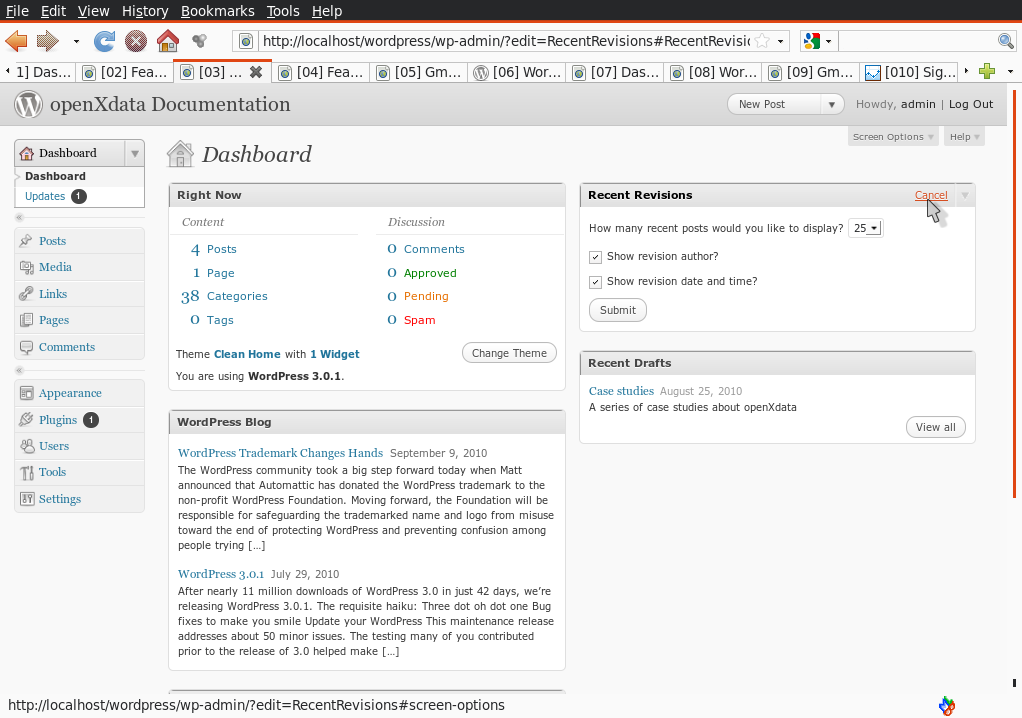 File Edit View History Bookmarks Tools Help
http://localhost/wordpress/wp-admin/?edit=RecentRevisions#RecentRevisi
1] Das... [02] Fea... [03] ... [04] Fea... [05] Gm... [06] Wor... [07] Das... [08] Wor... [09] Gm... [010] Sig...
openXdata Documentation
New Post
Howdy, admin | Log Out
Screen Options Help
Dashboard
Dashboard
Updates 1
Posts
Media
Links
Pages
Comments
Appearance
Plugins 1
Users
Tools
Settings
Dashboard
Right Now
Content Discussion
4 Posts 0 Comments
1 Page 0 Approved
38 Categories 0 Pending
0 Tags 0 Spam
Theme Clean Home with 1 Widget
Change Theme
You are using WordPress 3.0.1.
WordPress Blog
WordPress Trademark Changes Hands September 9, 2010
The WordPress community took a big step forward today when Matt
announced that Automattic has donated the WordPress trademark to the
non-profit WordPress Foundation. Moving forward, the Foundation will be
responsible for safeguarding the trademarked name and logo from misuse
toward the end of protecting WordPress and preventing confusion among
people trying [...]
WordPress 3.0.1 July 29, 2010
After nearly 11 million downloads of WordPress 3.0 in just 42 days, we're
releasing WordPress 3.0.1. The requisite haiku: Three dot oh dot one Bug
fixes to make you smile Update your WordPress This maintenance release
addresses about 50 minor issues. The testing many of you contributed
prior to the release of 3.0 helped make [...]
Recent Revisions
Cancel
How many recent posts would you like to display? 25
Show revision author?
Show revision date and time?
Submit
Recent Drafts
Case studies August 25, 2010
A series of case studies about openXdata
View all
http://localhost/wordpress/wp-admin/?edit=RecentRevisions#screen-options